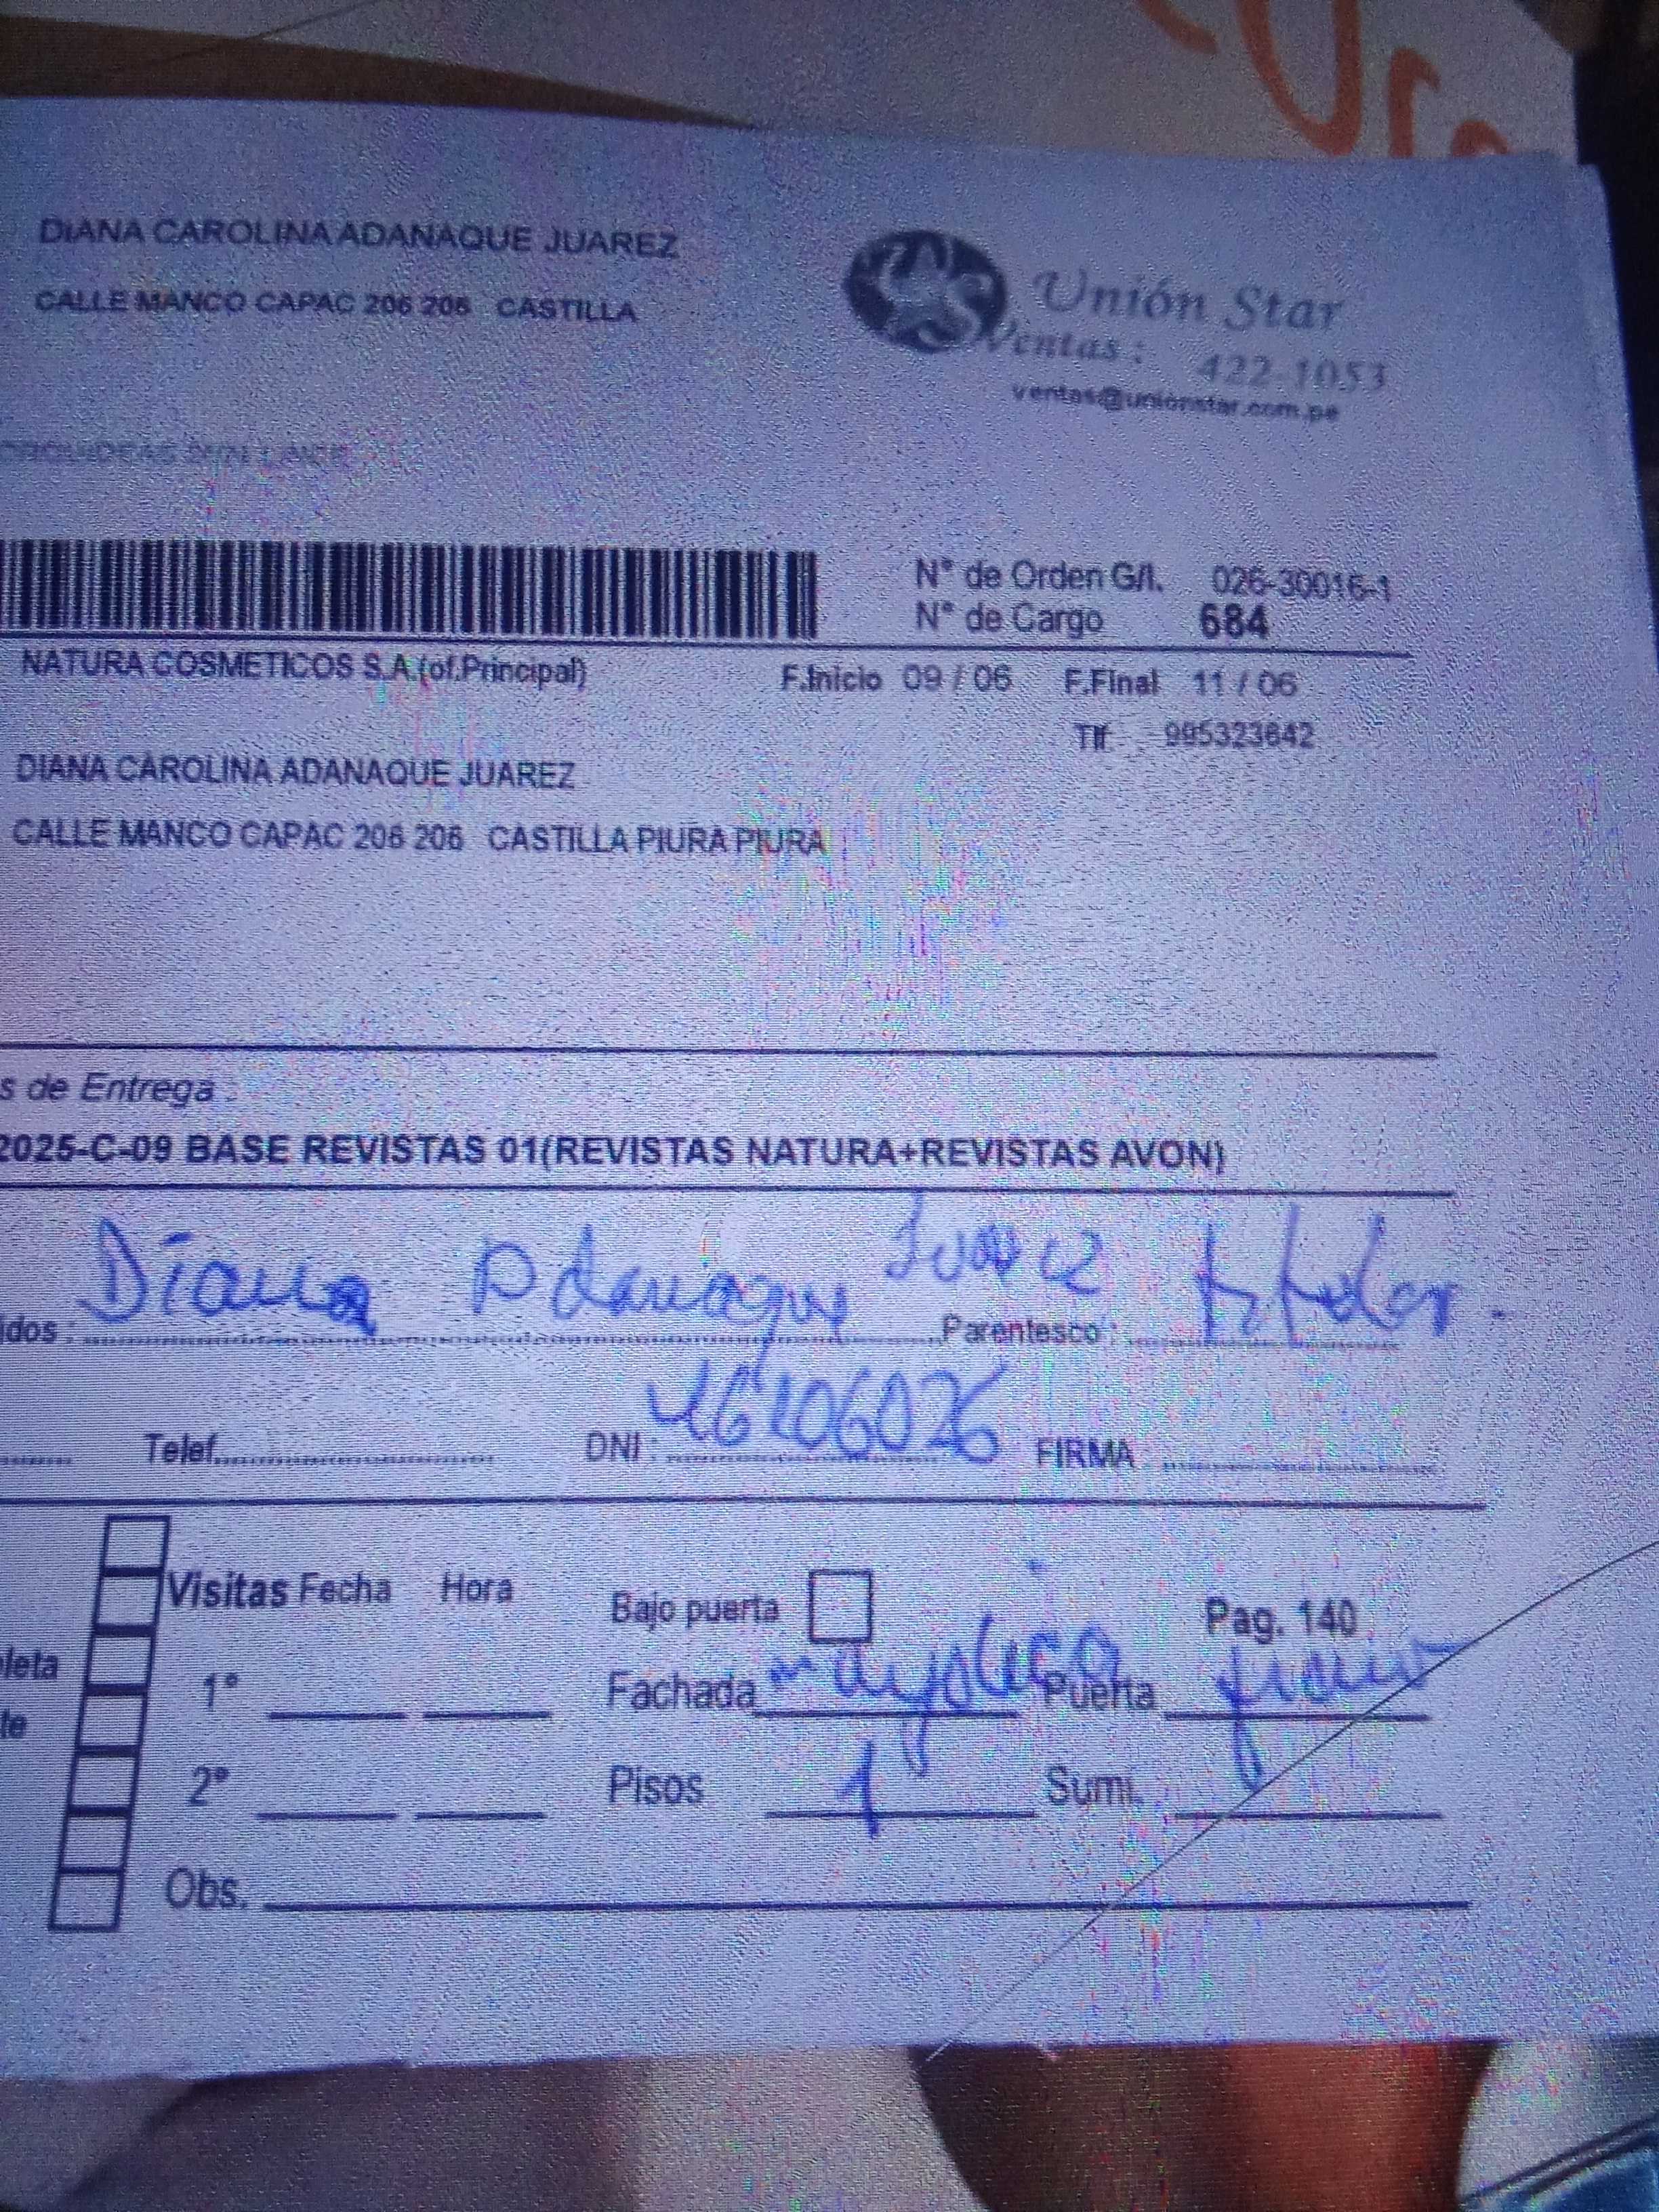 DIANA CAROLINA ADANAQUE JUAREZ
CALLE MANCO CAPAC 206 206 CASTILLA
Unión Star
Ventas : 422-1053
ventas@unionstar.com.pe
N° de Orden G/I. 026-30016-1
N° de Cargo 684
NATURA COSMETICOS S.A.(of.Principal) F.Inicio 09 / 06 F.Final 11 / 06
Tlf 995323642
DIANA CAROLINA ADANAQUE JUAREZ
CALLE MANCO CAPAC 206 206 CASTILLA PIURA PIURA
s de Entrega :
2025-C-09 BASE REVISTAS 01(REVISTAS NATURA+REVISTAS AVON)
Diana Adanaque Juarez titular.
idos : Parentesco :
Telef. DNI : FIRMA
Visitas Fecha Hora Bajo puerta Pag. 140
leta 1° Fachada mayolica Puerta
le
2° Pisos 1 Sumi.
Obs.